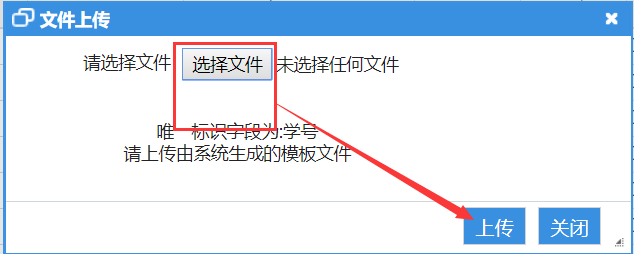 文件上传
请选择文件 选择文件 未选择任何文件
唯一标识字段为:学号
请上传由系统生成的模板文件
上传 关闭